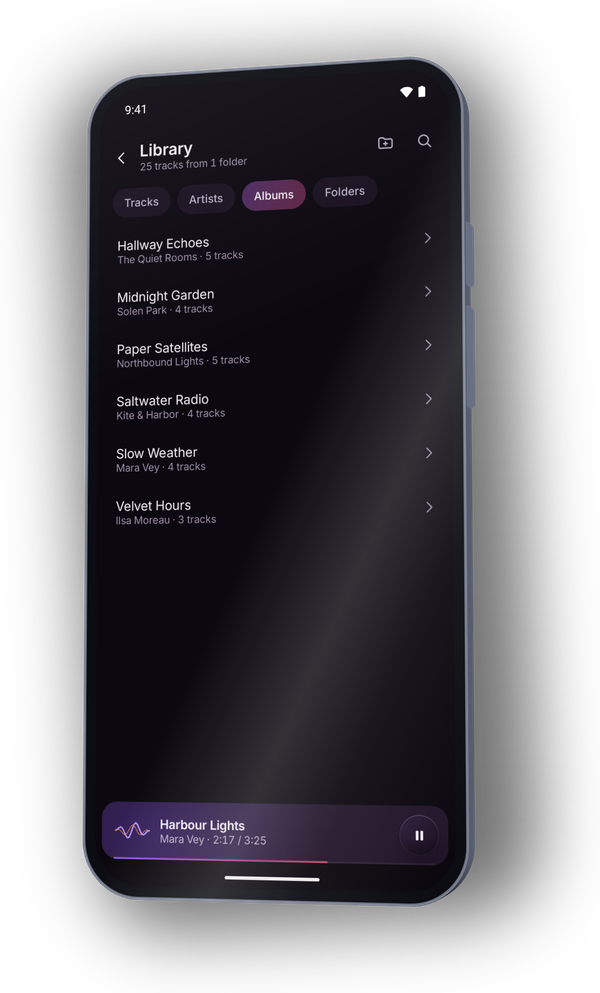 9:41
Library
25 tracks from 1 folder
Tracks
Artists
Albums
Folders
Hallway Echoes
The Quiet Rooms · 5 tracks
Midnight Garden
Solen Park · 4 tracks
Paper Satellites
Northbound Lights · 5 tracks
Saltwater Radio
Kite & Harbor · 4 tracks
Slow Weather
Mara Vey · 4 tracks
Velvet Hours
Ilsa Moreau · 3 tracks
Harbour Lights
Mara Vey · 2:17 / 3:25